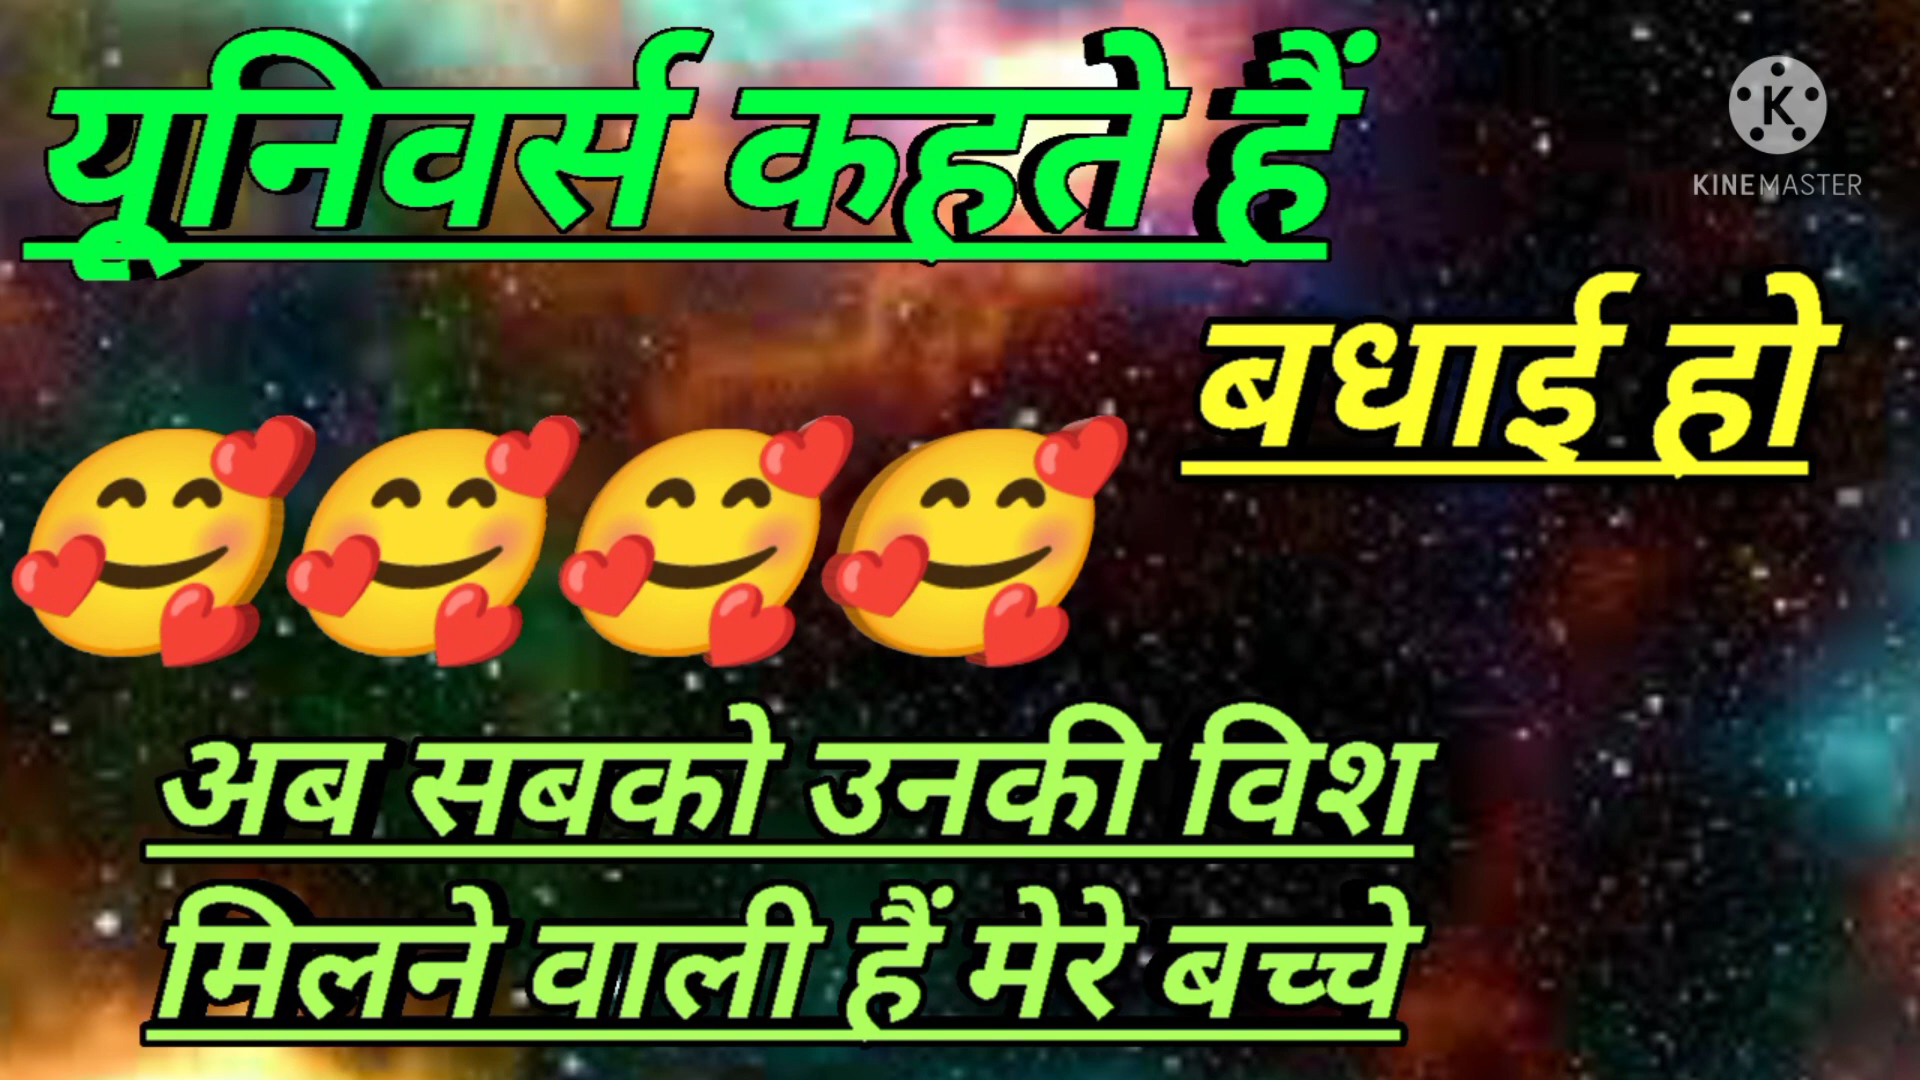 यूनिवर्स कहते हैं
K
KINEMASTER
बधाई हो
अब सबको उनकी विश
मिलने वाली हैं मेरे बच्चे